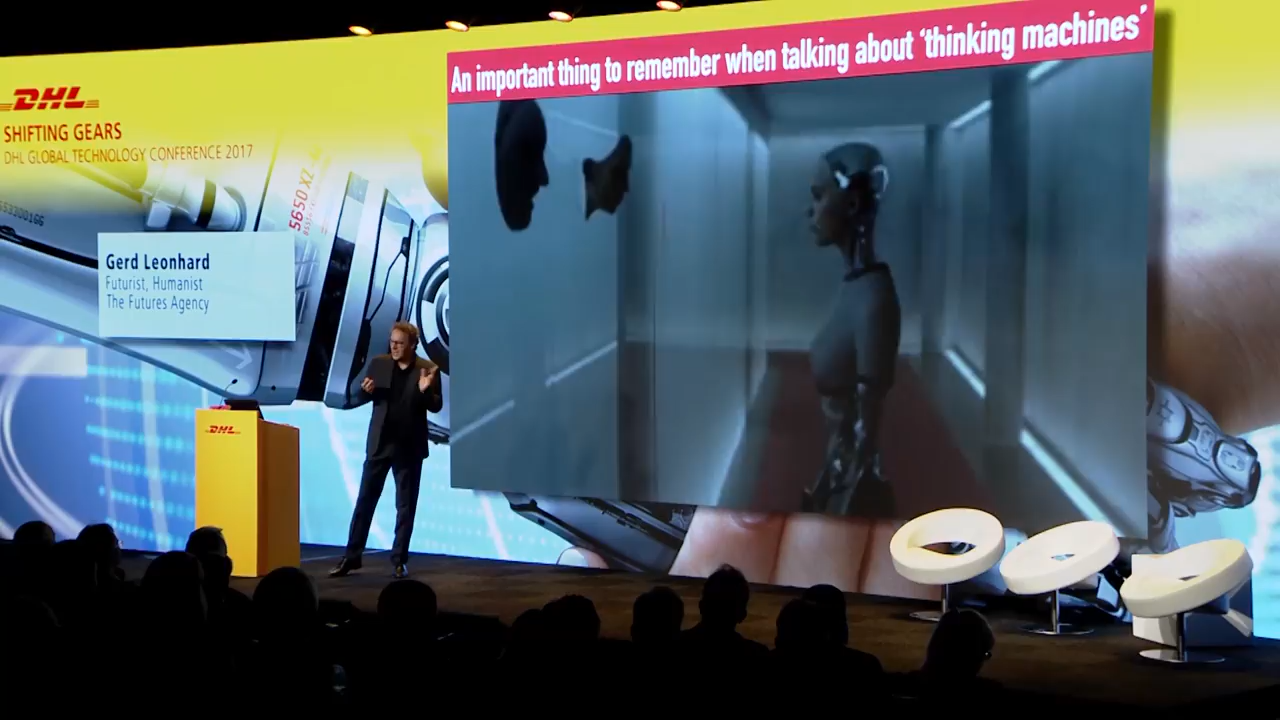 An important thing to remember when talking about 'thinking machines'
DHL
SHIFTING GEARS
DHL GLOBAL TECHNOLOGY CONFERENCE 2017
5650 XZ
Gerd Leonhard
Futurist, Humanist
The Futures Agency
DHL